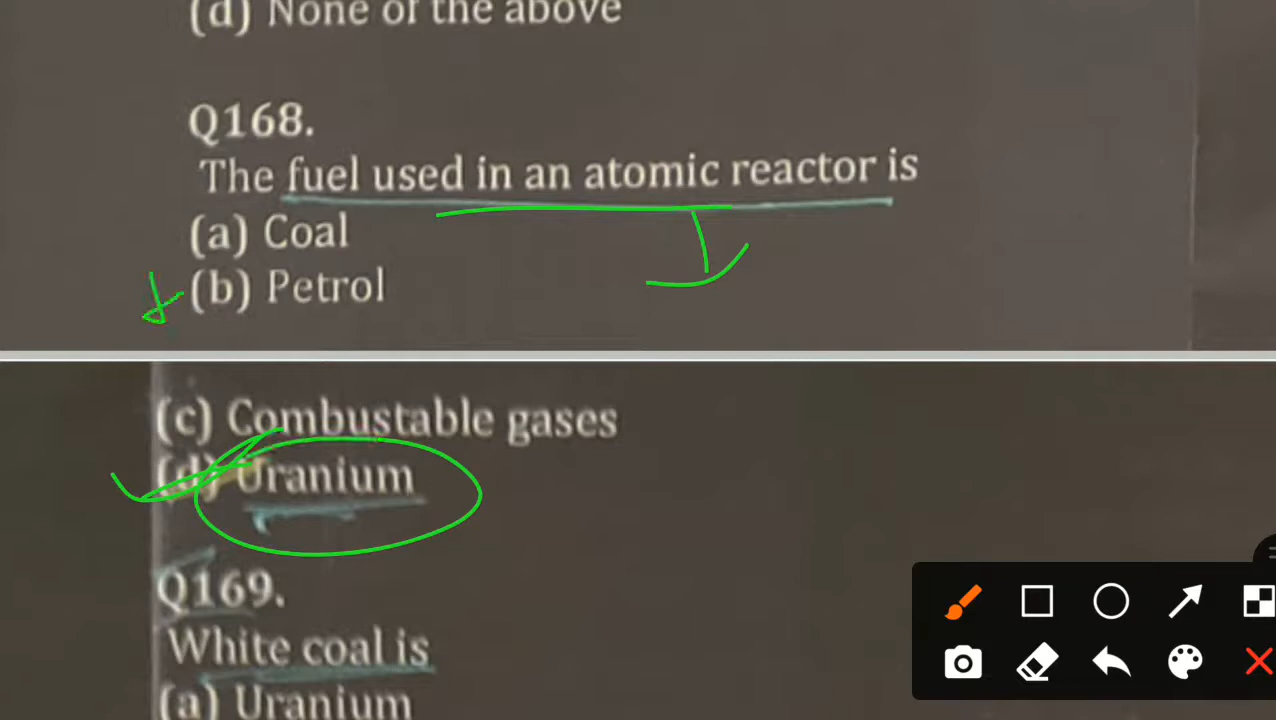 (d) None of the above
Q168.
The fuel used in an atomic reactor is
(a) Coal
(b) Petrol
(c) Combustable gases
(d) Uranium
Q169.
White coal is
(a) Uranium